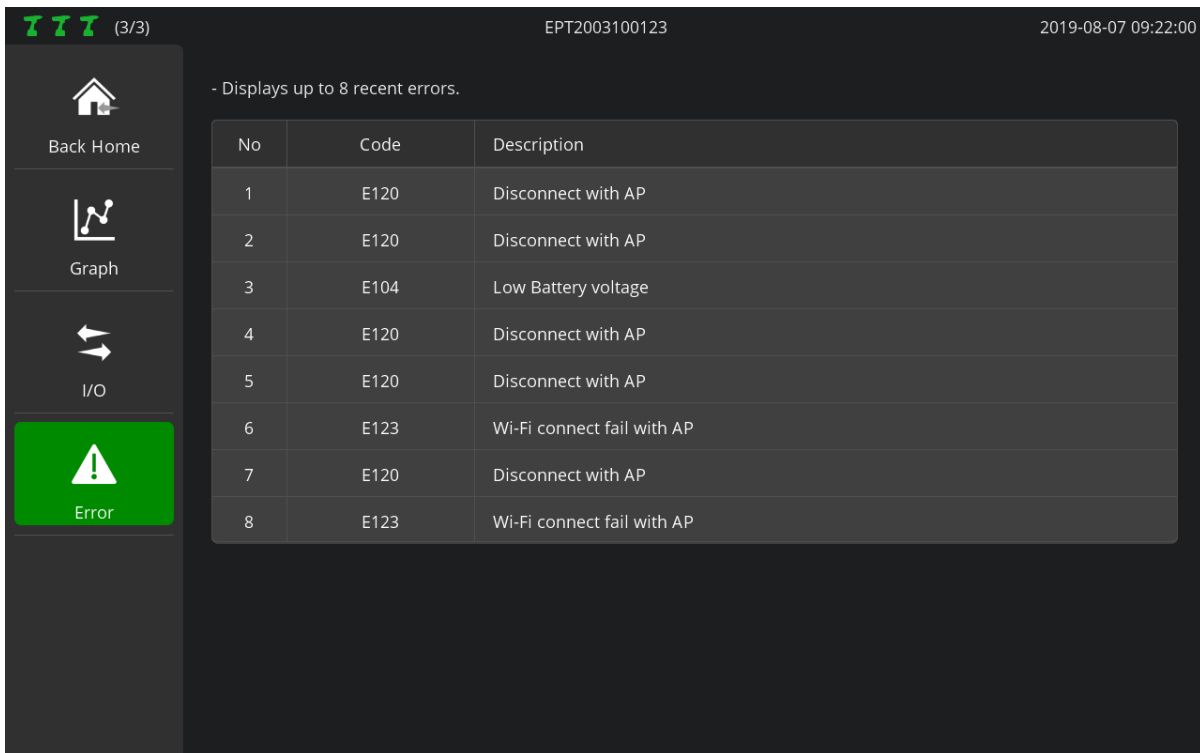 (3/3) EPT2003100123 2019-08-07 09:22:00
Back Home
Graph
I/O
Error
- Displays up to 8 recent errors.
No Code Description
1 E120 Disconnect with AP
2 E120 Disconnect with AP
3 E104 Low Battery voltage
4 E120 Disconnect with AP
5 E120 Disconnect with AP
6 E123 Wi-Fi connect fail with AP
7 E120 Disconnect with AP
8 E123 Wi-Fi connect fail with AP